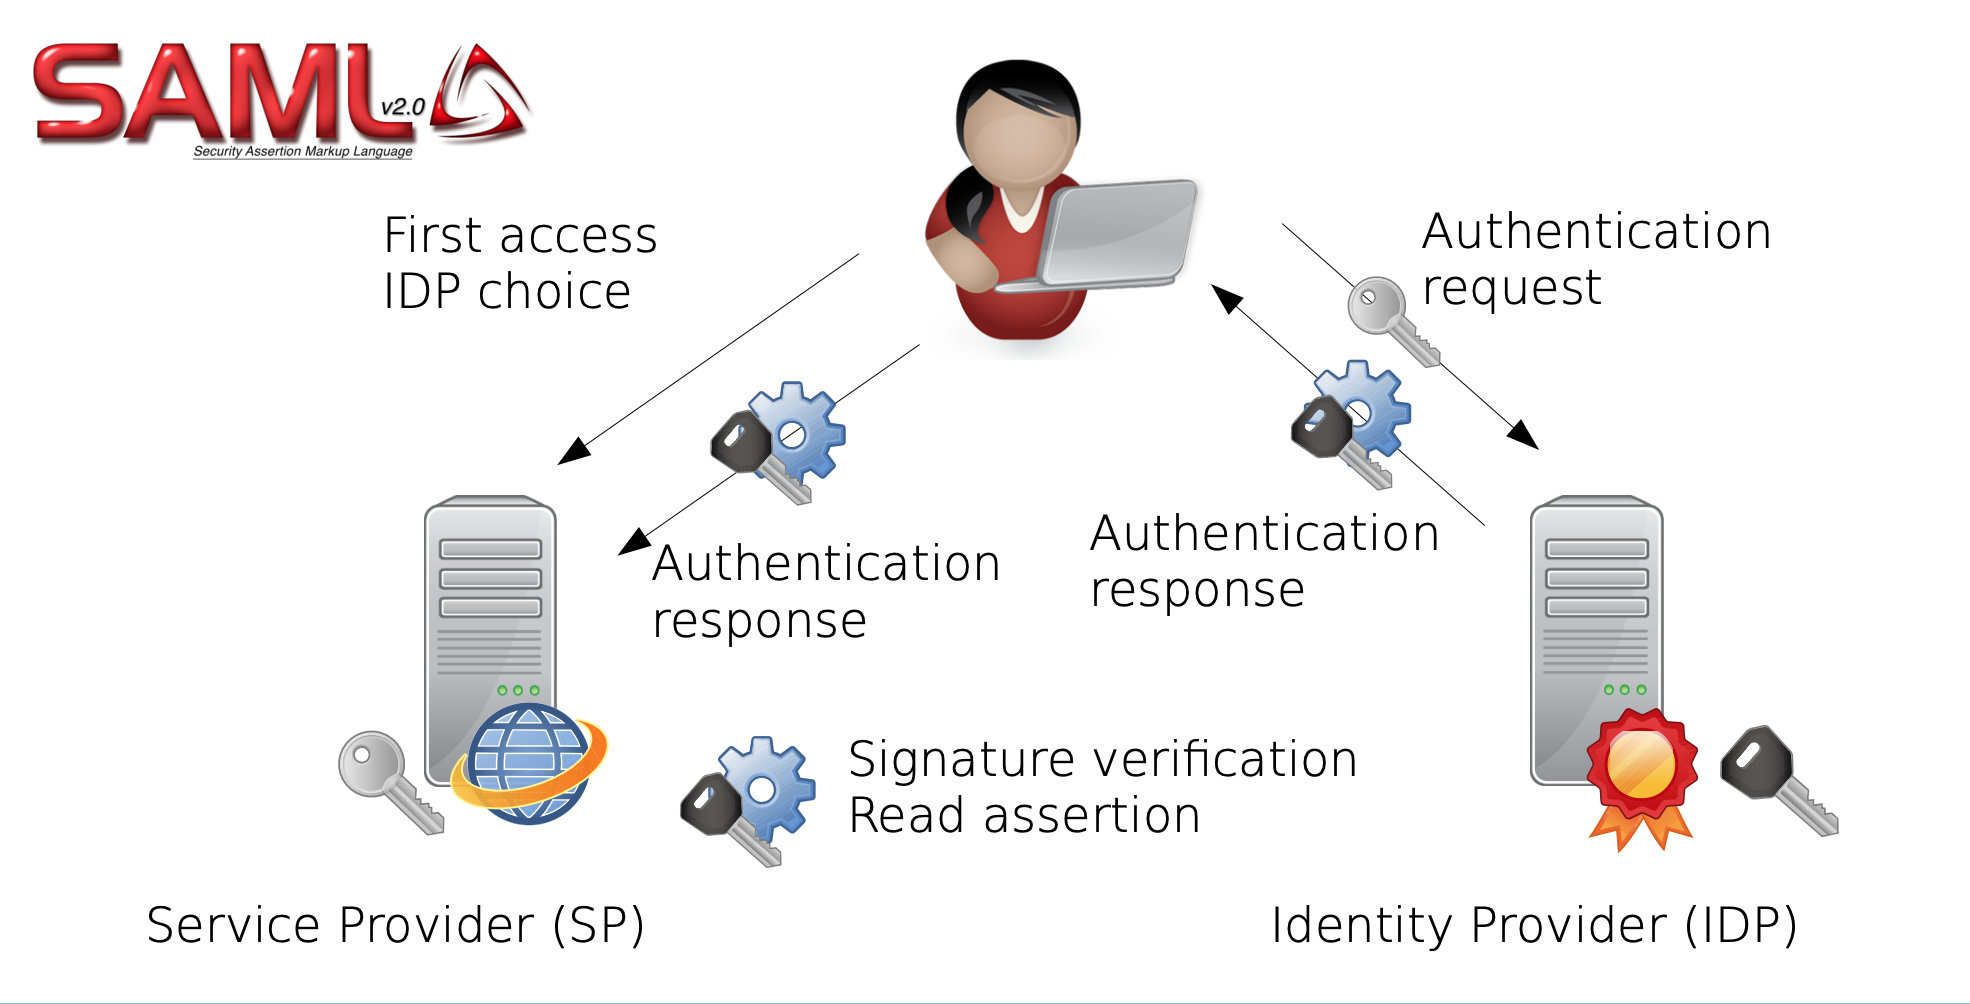 SAML v2.0
Security Assertion Markup Language
First access
IDP choice
Authentication
request
Authentication
response
Authentication
response
Signature verification
Read assertion
Service Provider (SP)
Identity Provider (IDP)